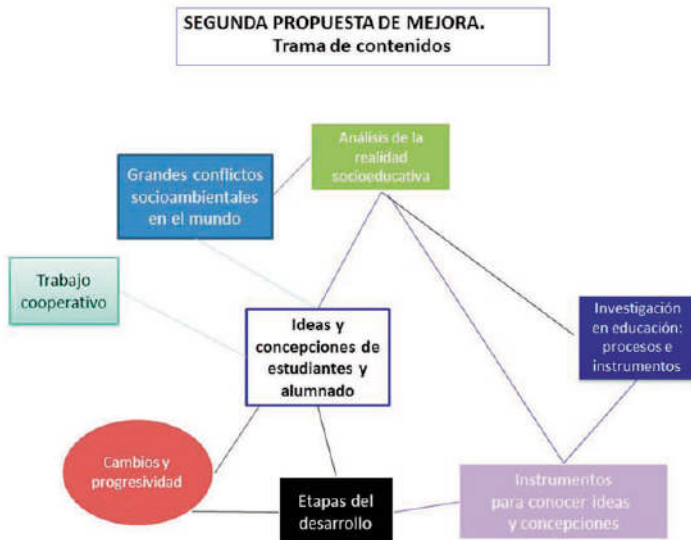 SEGUNDA PROPUESTA DE MEJORA.
Trama de contenidos
Análisis de la
realidad
socioeducativa
Grandes conflictos
socioambientales
en el mundo
Trabajo
cooperativo
Ideas y
concepciones de
estudiantes y
alumnado
Investigación
en educación:
procesos e
instrumentos
Cambios y
progresividad
Etapas del
desarrollo
Instrumentos
para conocer ideas
y concepciones